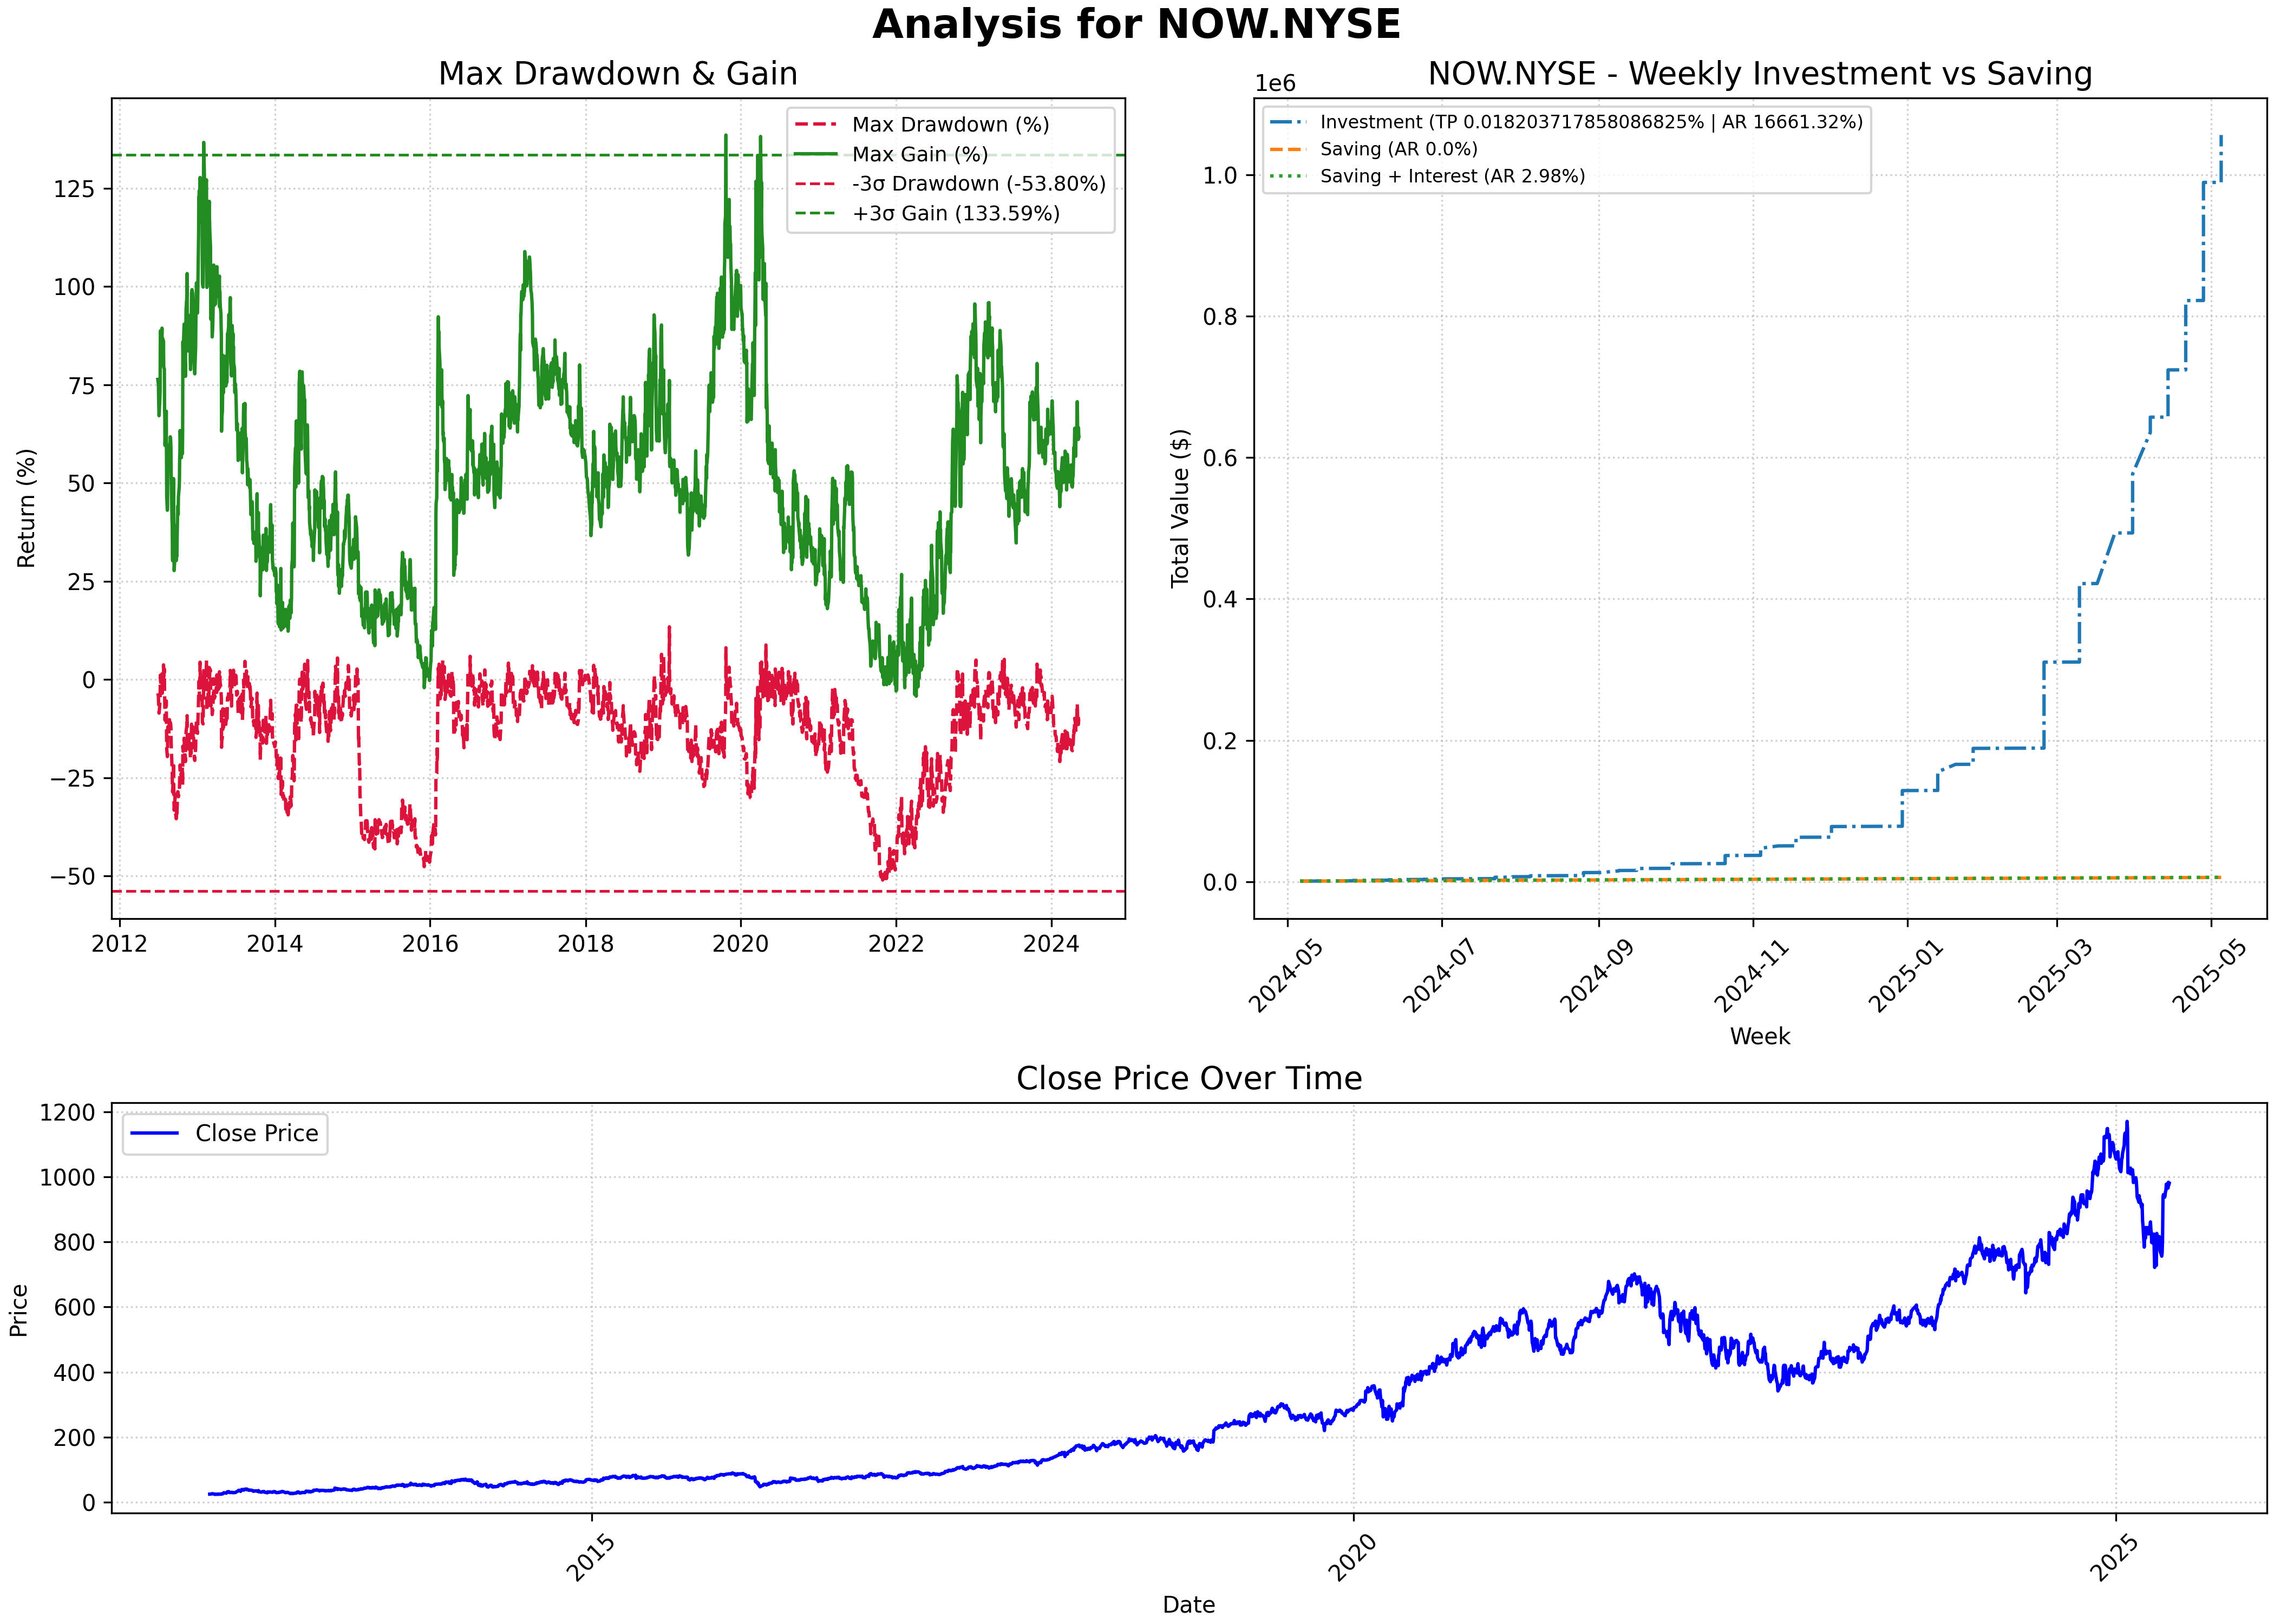 Analysis for NOW.NYSE
Max Drawdown & Gain
Max Drawdown (%)
Max Gain (%)
-3σ Drawdown (-53.80%)
+3σ Gain (133.59%)
Return (%)
125
100
75
50
25
0
−25
−50
2012 2014 2016 2018 2020 2022 2024
NOW.NYSE - Weekly Investment vs Saving
1e6
Investment (TP 0.018203717858086825% | AR 16661.32%)
Saving (AR 0.0%)
Saving + Interest (AR 2.98%)
Total Value ($)
1.0
0.8
0.6
0.4
0.2
0.0
2024-05 2024-07 2024-09 2024-11 2025-01 2025-03 2025-05
Week
Close Price Over Time
Close Price
Price
1200
1000
800
600
400
200
0
2015 2020 2025
Date